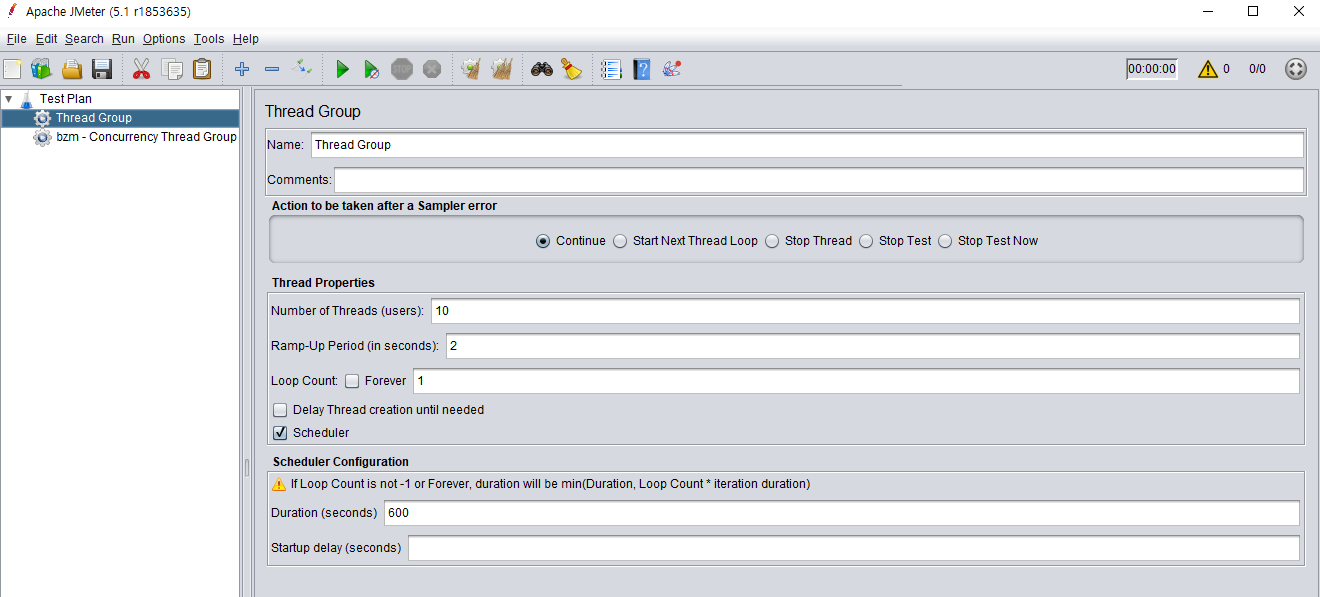 Apache JMeter (5.1 r1853635)
File Edit Search Run Options Tools Help
STOP
00:00:00 0 0/0
Test Plan
Thread Group
bzm - Concurrency Thread Group
Thread Group
Name: Thread Group
Comments:
Action to be taken after a Sampler error
Continue Start Next Thread Loop Stop Thread Stop Test Stop Test Now
Thread Properties
Number of Threads (users): 10
Ramp-Up Period (in seconds): 2
Loop Count: Forever 1
Delay Thread creation until needed
Scheduler
Scheduler Configuration
If Loop Count is not -1 or Forever, duration will be min(Duration, Loop Count * iteration duration)
Duration (seconds) 600
Startup delay (seconds)